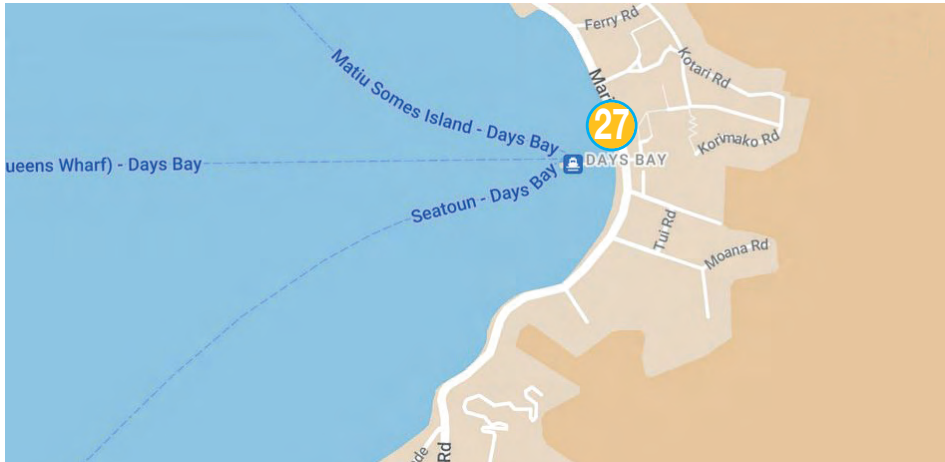 Ferry Rd
Kotari Rd
Matiu Somes Island - Days Bay
27
Korimako Rd
DAYS BAY
ueens Wharf) - Days Bay
Seatoun - Days Bay
Tui Rd
Moana Rd
Rd